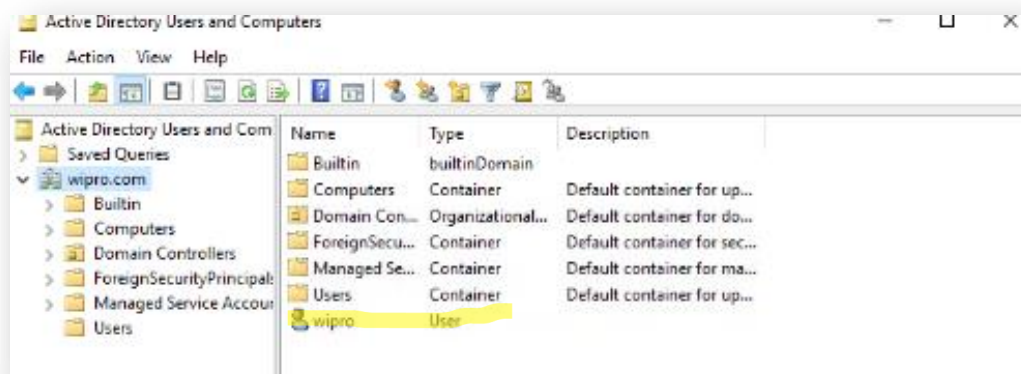 Active Directory Users and Computers
File Action View Help
Active Directory Users and Com
Saved Queries
wipro.com
Builtin
Computers
Domain Controllers
ForeignSecurityPrincipals
Managed Service Accour
Users
Name Type Description
Builtin builtinDomain
Computers Container Default container for up...
Domain Con... Organizational... Default container for do...
ForeignSecu... Container Default container for sec...
Managed Se... Container Default container for ma...
Users Container Default container for up...
wipro User